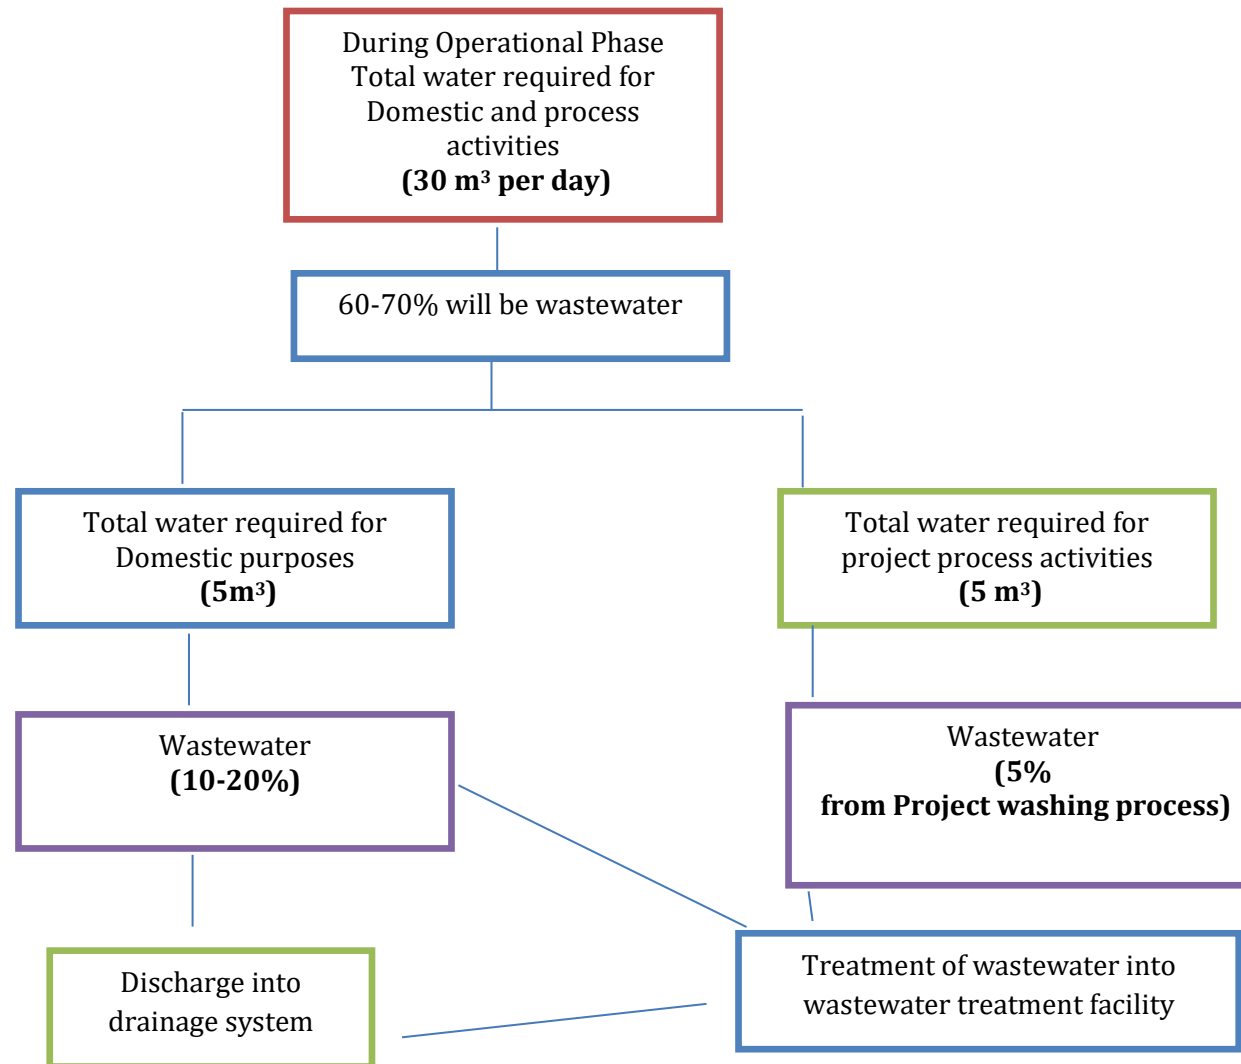 During Operational Phase
Total water required for
Domestic and process
activities
(30 m³ per day)
60-70% will be wastewater
Total water required for
Domestic purposes
(5m³)
Total water required for
project process activities
(5 m³)
Wastewater
(10-20%)
Wastewater
(5%
from Project washing process)
Discharge into
drainage system
Treatment of wastewater into
wastewater treatment facility